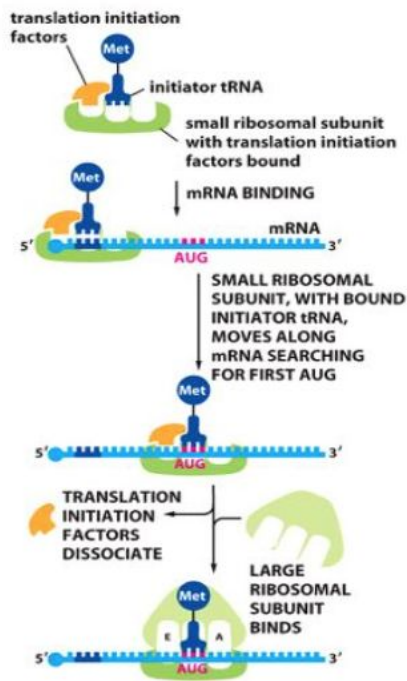 translation initiation
factors
Met
initiator tRNA
small ribosomal subunit
with translation initiation
factors bound
Met
mRNA BINDING
mRNA
5′
3′
AUG
SMALL RIBOSOMAL
SUBUNIT, WITH BOUND
INITIATOR tRNA,
MOVES ALONG
mRNA SEARCHING
FOR FIRST AUG
Met
5′
3′
AUG
TRANSLATION
INITIATION
FACTORS
DISSOCIATE
LARGE
RIBOSOMAL
SUBUNIT
BINDS
Met
E
A
5′
3′
AUG